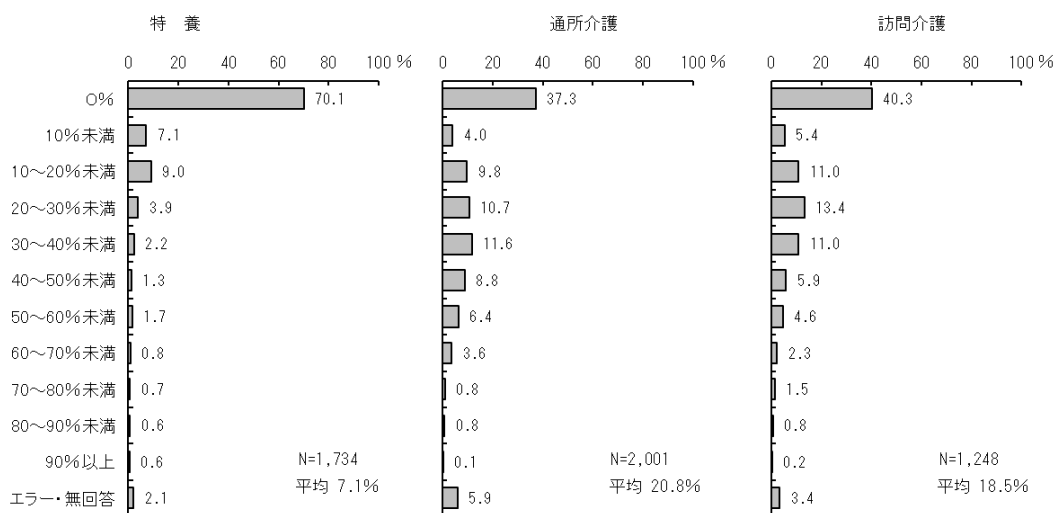 特 養 通所介護 訪問介護
0 20 40 60 80 100 % 0 20 40 60 80 100 % 0 20 40 60 80 100 %
0% 70.1 37.3 40.3
10%未満 7.1 4.0 5.4
10～20%未満 9.0 9.8 11.0
20～30%未満 3.9 10.7 13.4
30～40%未満 2.2 11.6 11.0
40～50%未満 1.3 8.8 5.9
50～60%未満 1.7 6.4 4.6
60～70%未満 0.8 3.6 2.3
70～80%未満 0.7 0.8 1.5
80～90%未満 0.6 0.8 0.8
90%以上 0.6 N=1,734 0.1 N=2,001 0.2 N=1,248
平均 7.1% 平均 20.8% 平均 18.5%
エラー・無回答 2.1 5.9 3.4